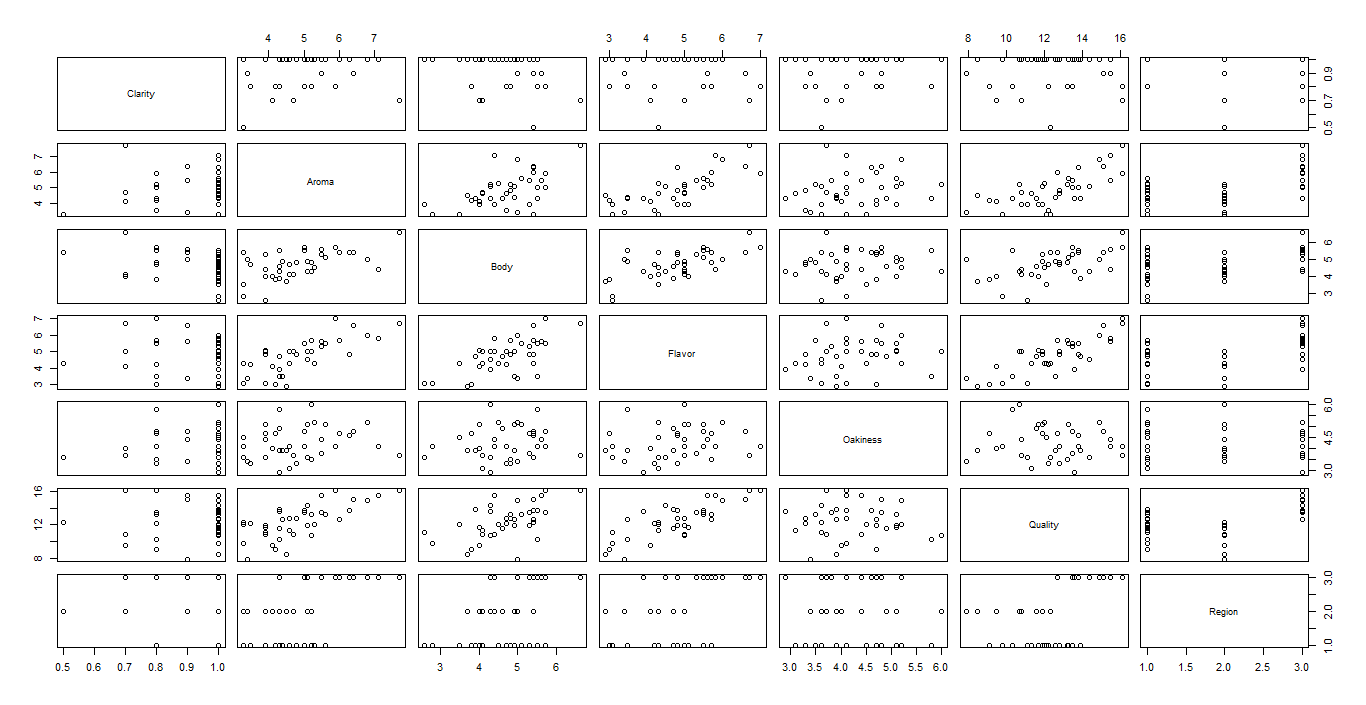 4 5 6 7 3 4 5 6 7 8 10 12 14 16
Clarity 0.5 0.7 0.9
4 5 6 7 Aroma
Body 3 4 5 6
3 4 5 6 7 Flavor
Oakiness 3.0 4.5 6.0
8 12 16 Quality
Region 1.0 2.0 3.0
0.5 0.6 0.7 0.8 0.9 1.0 3 4 5 6 3.0 3.5 4.0 4.5 5.0 5.5 6.0 1.0 1.5 2.0 2.5 3.0